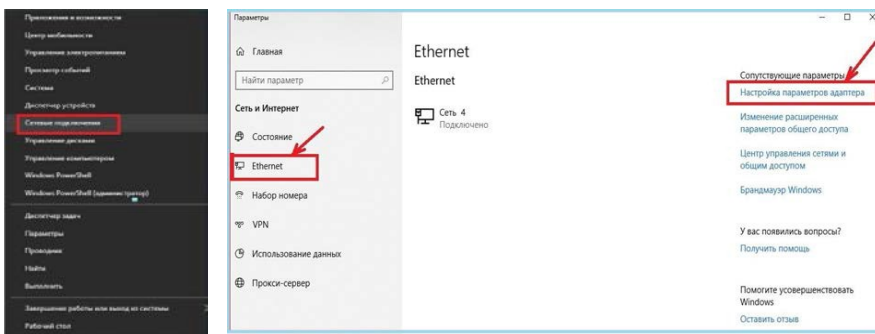 Приложения и возможности
Центр мобильности
Управление электропитанием
Просмотр событий
Система
Диспетчер устройств
Сетевые подключения
Управление дисками
Управление компьютером
Windows PowerShell
Windows PowerShell (администратор)
Диспетчер задач
Параметры
Проводник
Найти
Выполнить
Завершение работы или выход из системы
Рабочий стол
Параметры
Главная
Найти параметр
Сеть и Интернет
Состояние
Ethernet
Набор номера
VPN
Использование данных
Прокси-сервер
Ethernet
Ethernet
Сеть 4
Подключено
Сопутствующие параметры
Настройка параметров адаптера
Изменение расширенных
параметров общего доступа
Центр управления сетями и
общим доступом
Брандмауэр Windows
У вас появились вопросы?
Получить помощь
Помогите усовершенствовать
Windows
Оставить отзыв